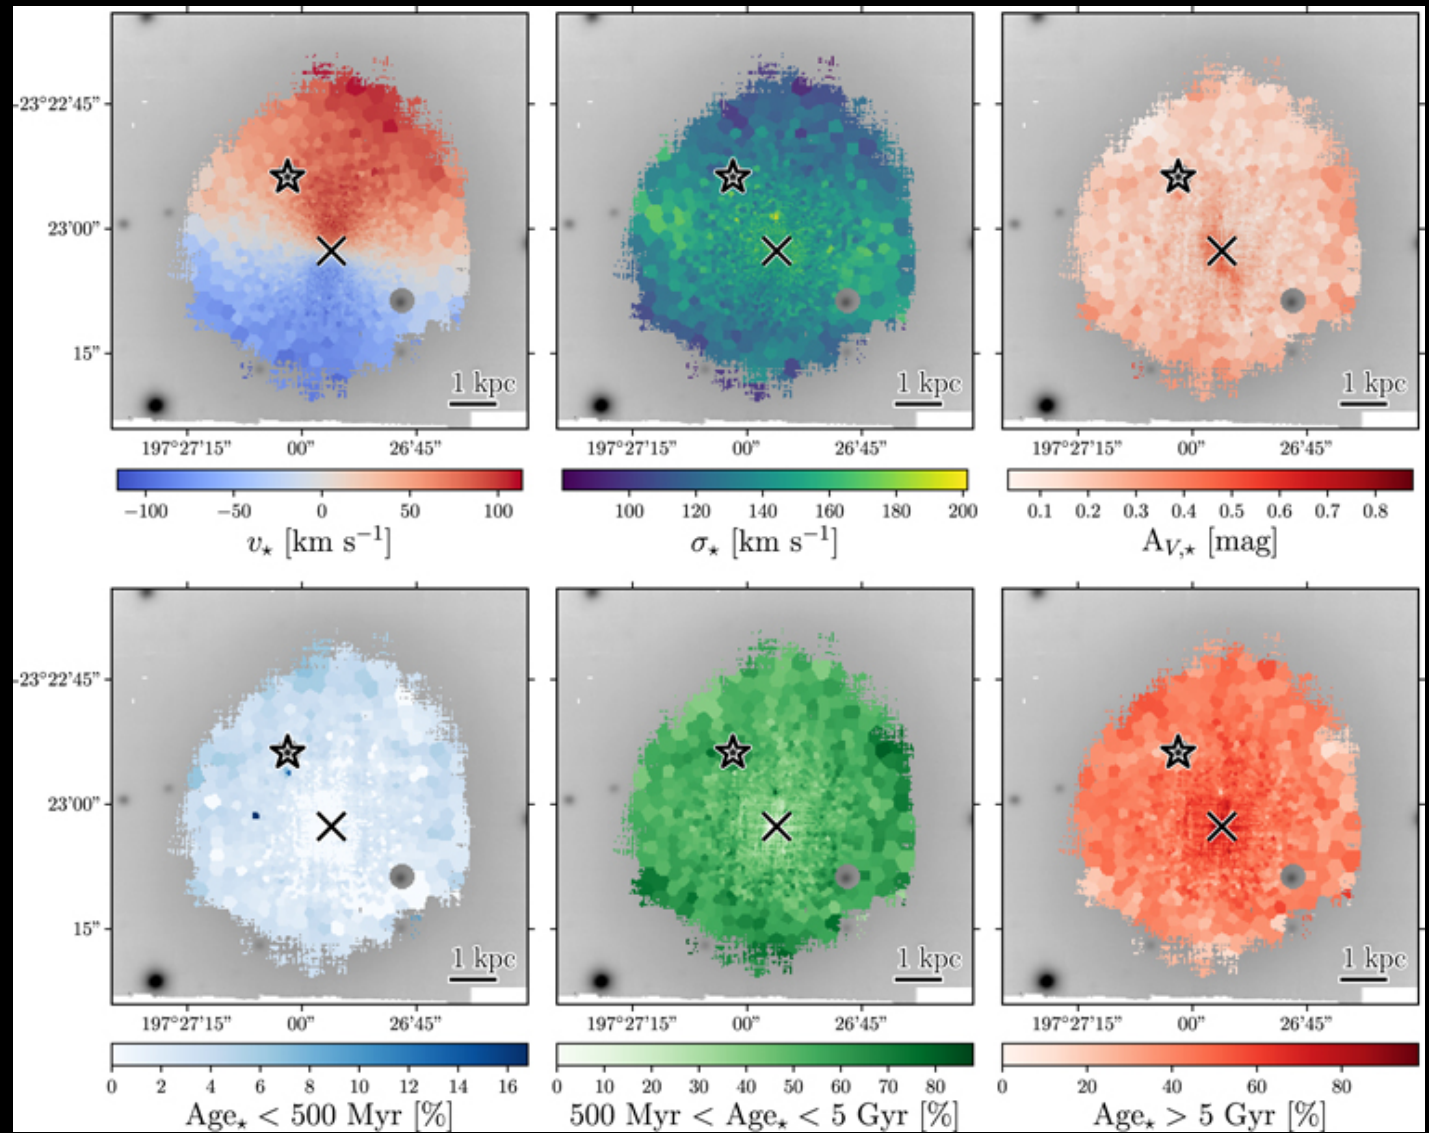 -23°22'45"
23'00"
15"
1 kpc
1 kpc
1 kpc
197°27'15" 00" 26'45"
197°27'15" 00" 26'45"
197°27'15" 00" 26'45"
−100 −50 0 50 100
v⋆ [km s⁻¹]
100 120 140 160 180 200
σ⋆ [km s⁻¹]
0.1 0.2 0.3 0.4 0.5 0.6 0.7 0.8
A_V,⋆ [mag]
-23°22'45"
23'00"
15"
1 kpc
1 kpc
1 kpc
197°27'15" 00" 26'45"
197°27'15" 00" 26'45"
197°27'15" 00" 26'45"
0 2 4 6 8 10 12 14 16
Age⋆ < 500 Myr [%]
0 10 20 30 40 50 60 70 80
500 Myr < Age⋆ < 5 Gyr [%]
0 20 40 60 80
Age⋆ > 5 Gyr [%]